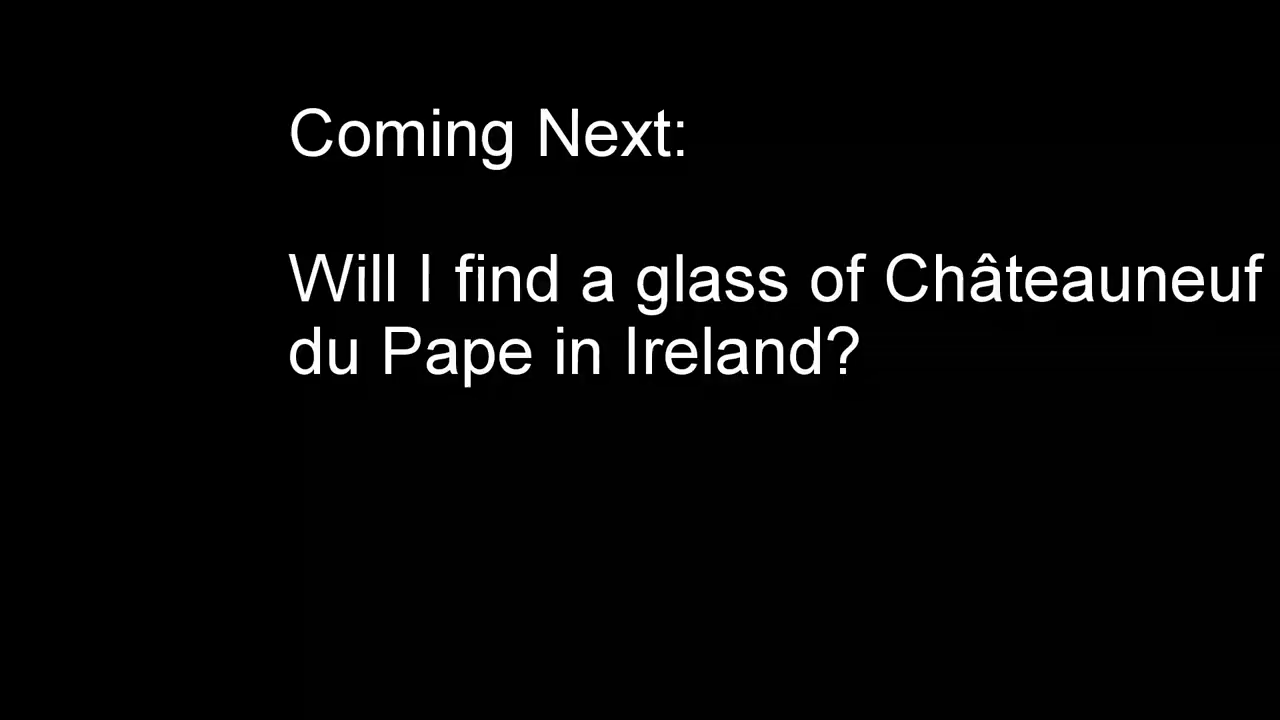 Coming Next:
Will I find a glass of Châteauneuf
du Pape in Ireland?